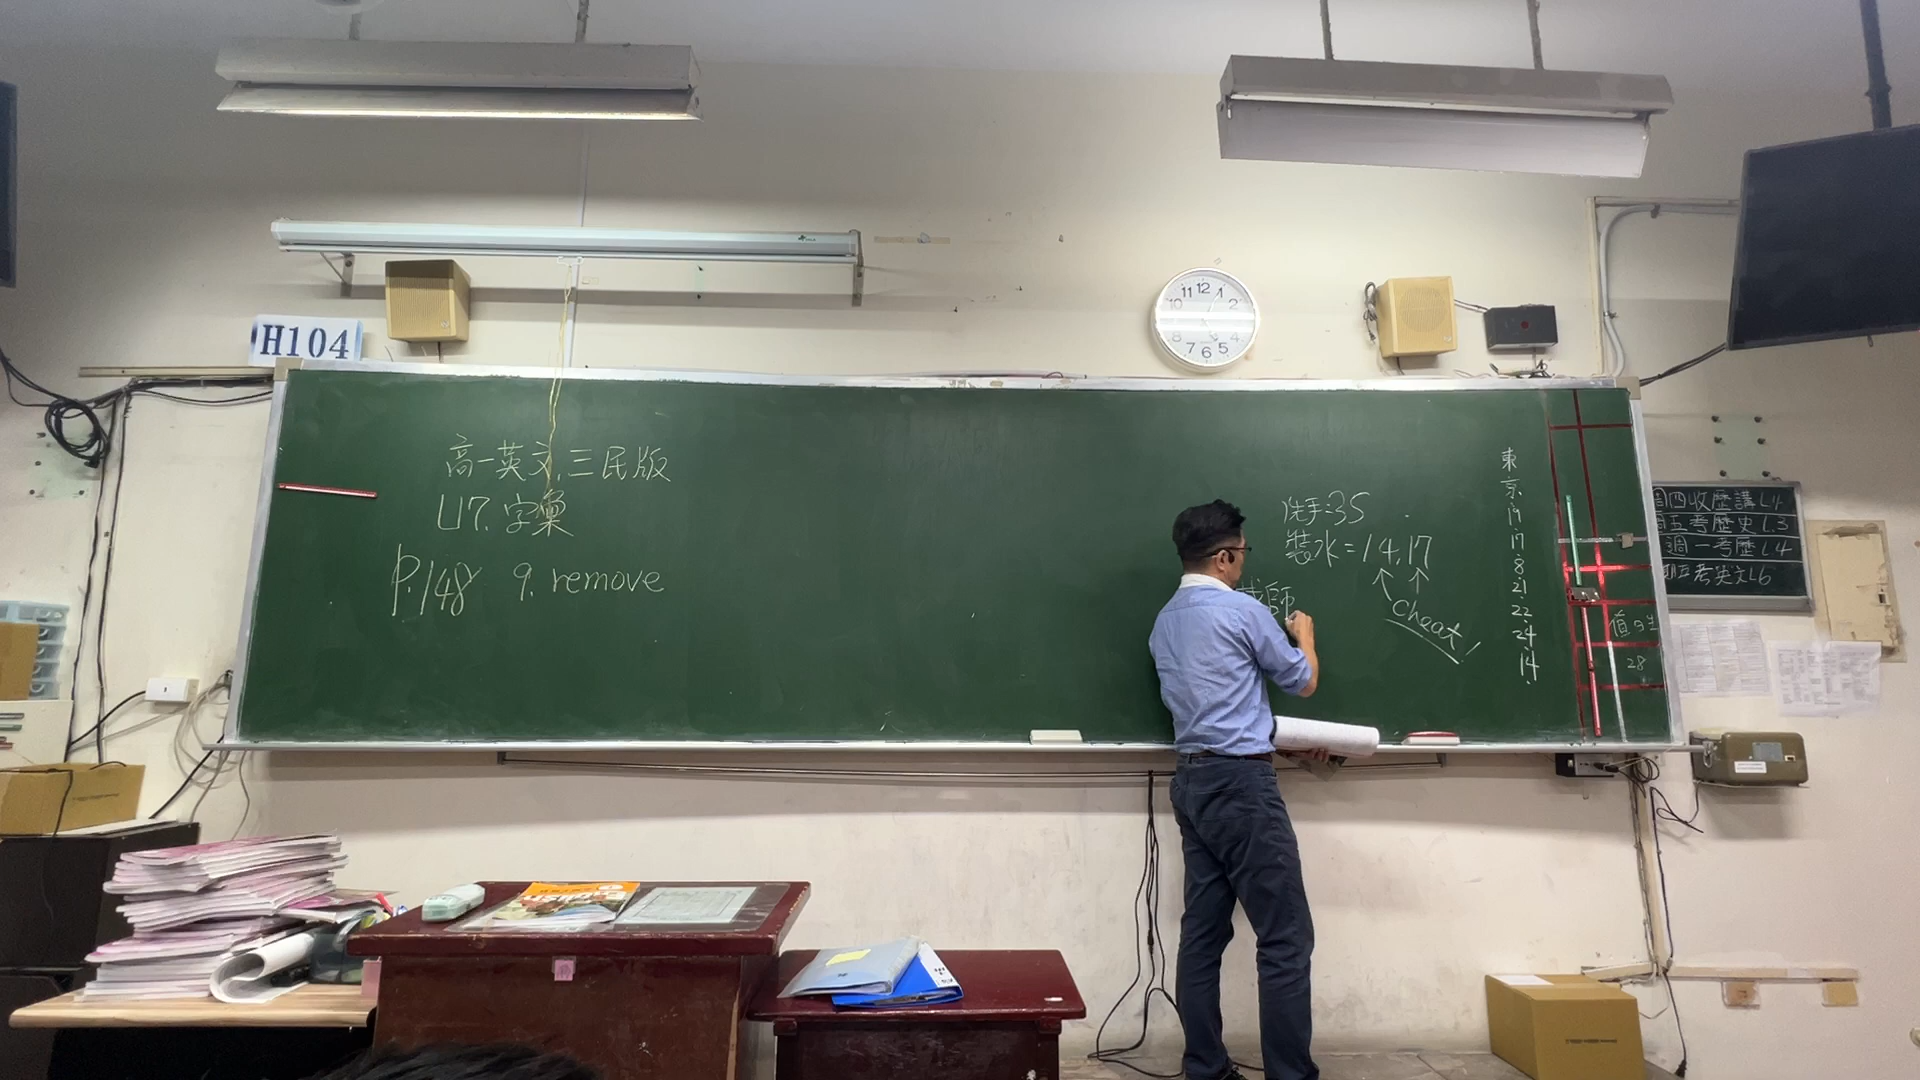 H104
高一英文.三民版
U7.字彙
P.148 9. remove
洗手:35
裝水=14.17
師
Cheat!
東京.19.17.8.21.22.24.14.
週四收歷講L4
週五考歷史L3
週一考歷L4
考英文L6
值日生
28